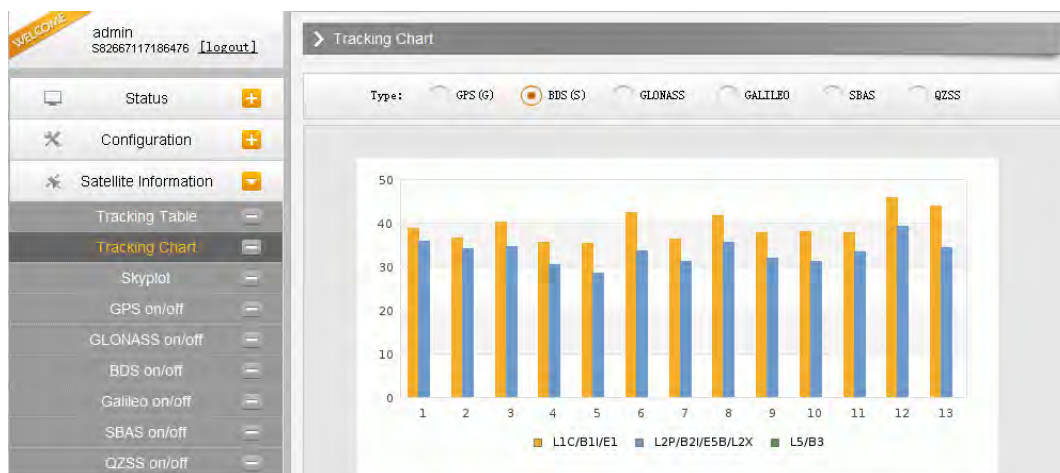 WELCOME
admin
S82667117186476 [logout]
Status
Configuration
Satellite Information
Tracking Table
Tracking Chart
Skyplot
GPS on/off
GLONASS on/off
BDS on/off
Galileo on/off
SBAS on/off
QZSS on/off
Tracking Chart
Type: GPS(G) BDS(S) GLONASS GALILEO SBAS QZSS
50
40
30
20
10
0
1 2 3 4 5 6 7 8 9 10 11 12 13
L1C/B1I/E1 L2P/B2I/E5B/L2X L5/B3